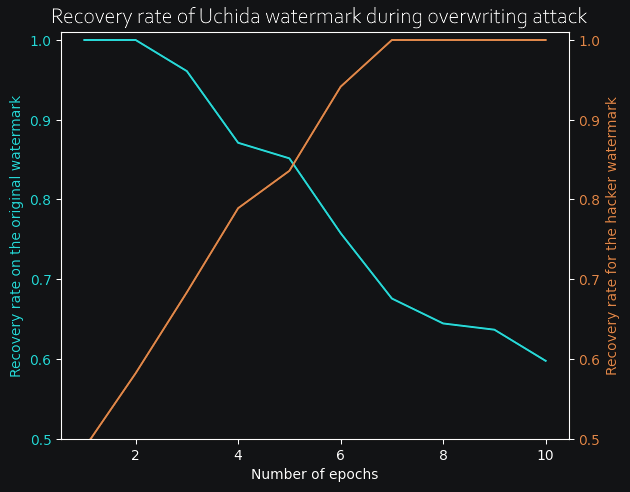 Recovery rate of Uchida watermark during overwriting attack
Recovery rate on the original watermark
1.0
0.9
0.8
0.7
0.6
0.5
1.0
0.9
0.8
0.7
0.6
0.5
Recovery rate for the hacker watermark
2 4 6 8 10
Number of epochs